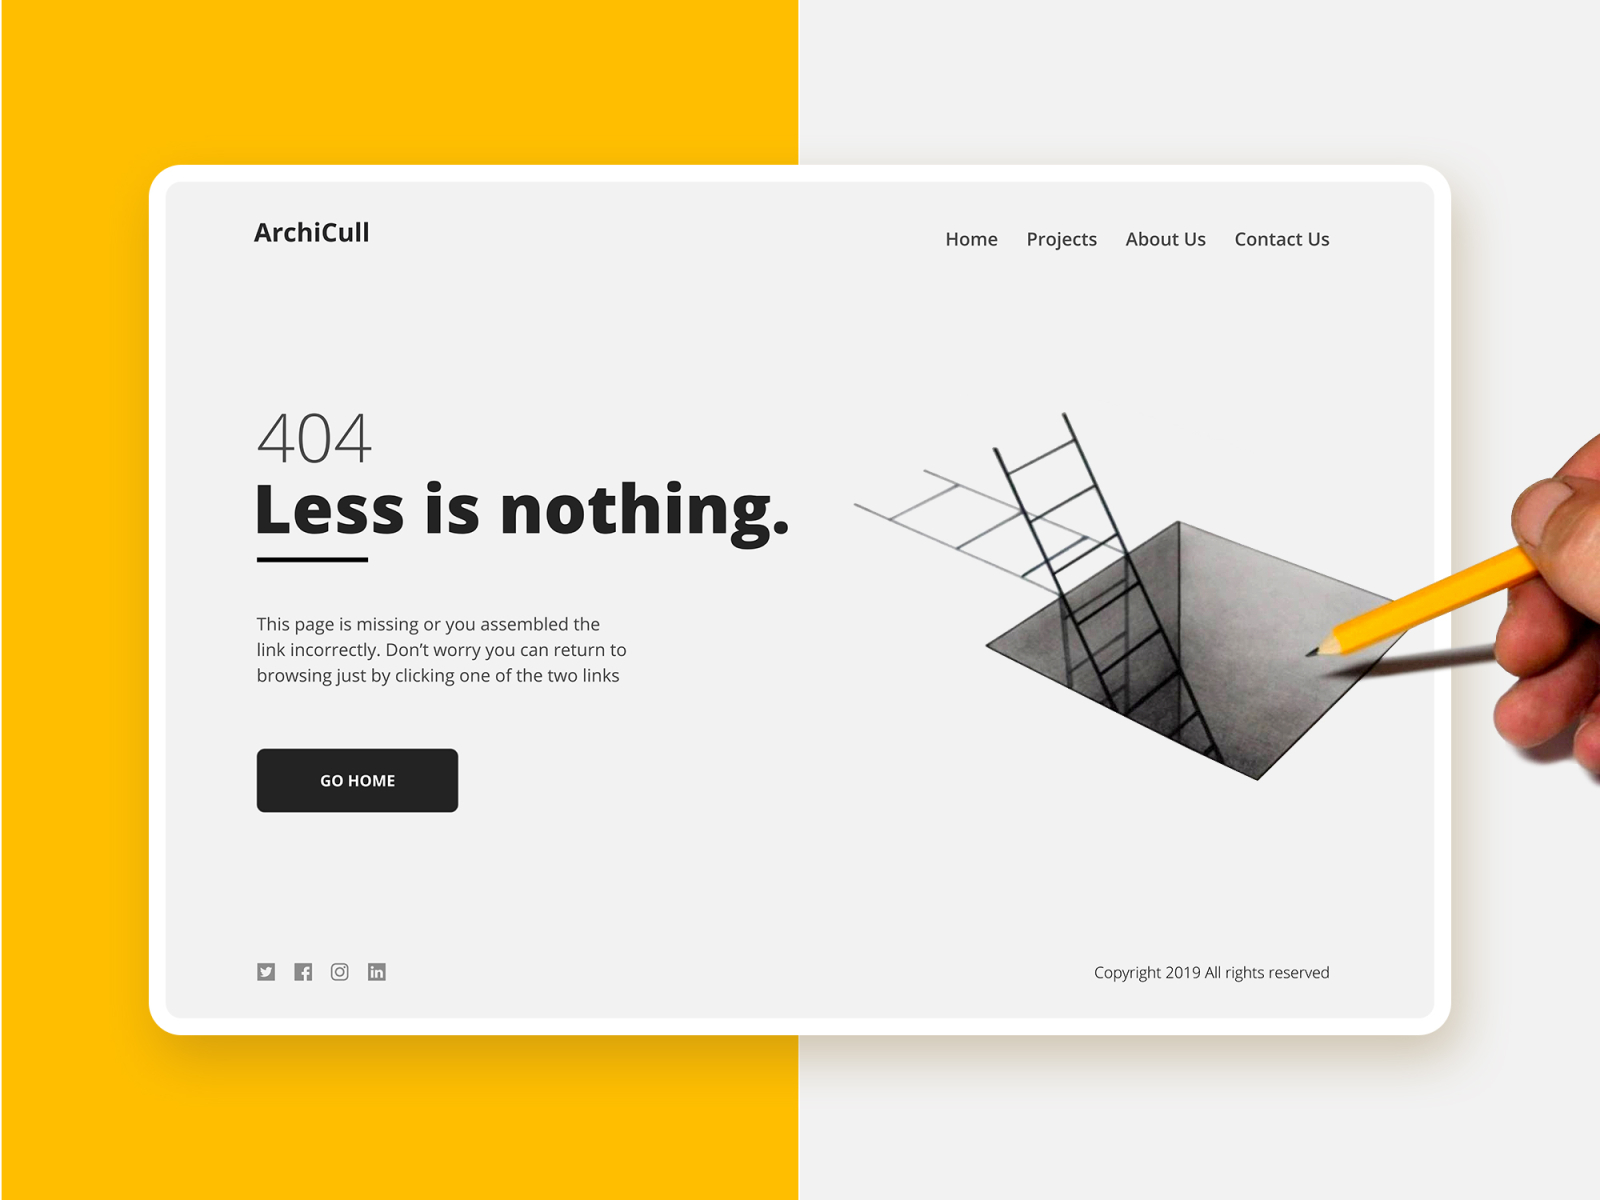 ArchiCull
Home Projects About Us Contact Us
404
Less is nothing.
This page is missing or you assembled the
link incorrectly. Don’t worry you can return to
browsing just by clicking one of the two links
GO HOME
Copyright 2019 All rights reserved